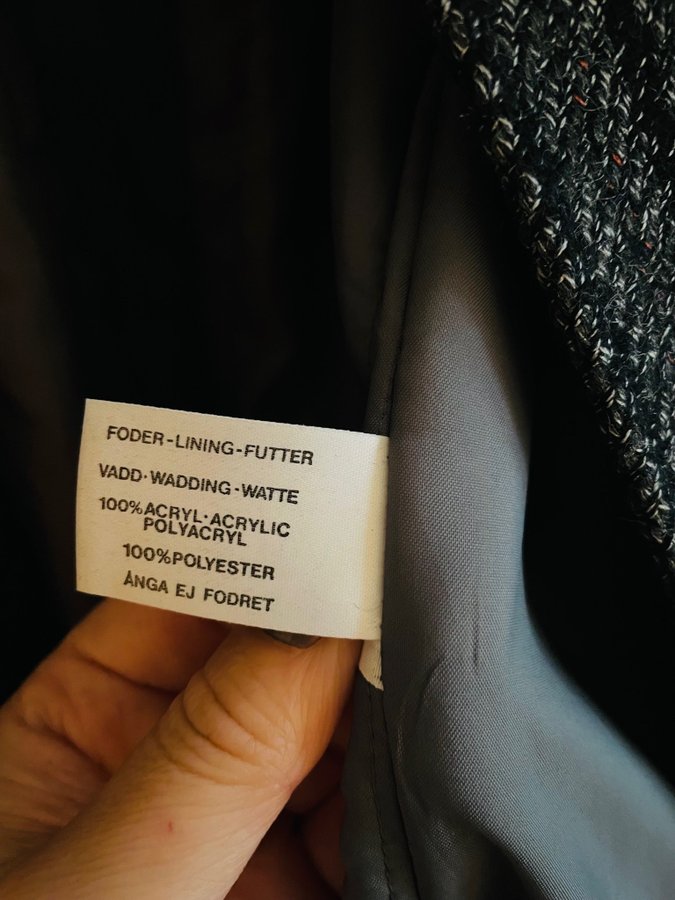 FODER-LINING-FUTTER
VADD·WADDING-WATTE
100%ACRYL·ACRYLIC
POLYACRYL
100%POLYESTER
ÅNGA EJ FODRET